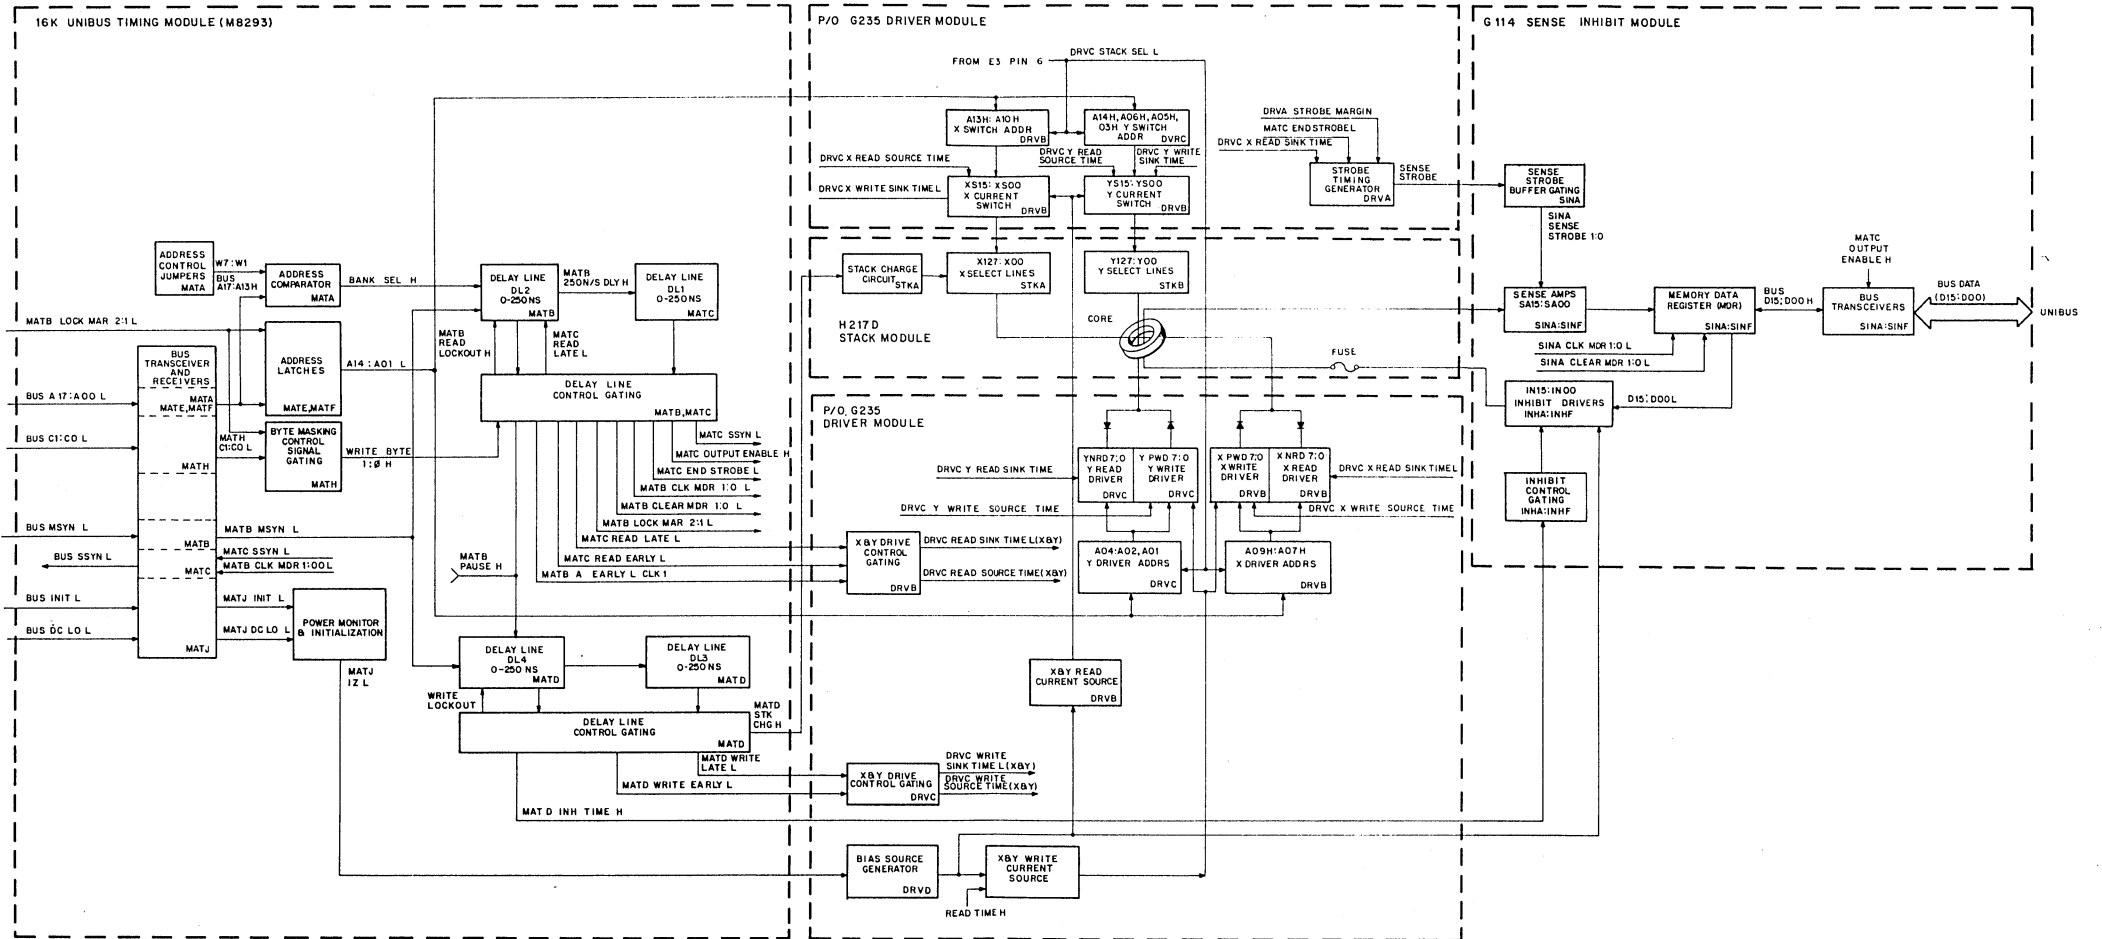 16K UNIBUS TIMING MODULE (M8293)
ADDRESS
CONTROL
JUMPERS
MATA
W7:W1
BUS
A17:A13H
ADDRESS
COMPARATOR
MATA
BANK SEL H
MATB LOCK MAR 2:1 L
BUS
TRANSCEIVER
AND
RECEIVERS
MATA
MATE,MATF
MATH
MATB
MATC
MATJ
ADDRESS
LATCHES
MATE,MATF
A14:A01 L
BUS A17:A00 L
BUS C1:C0 L
MATH
C1:C0 L
BYTE MASKING
CONTROL
SIGNAL
GATING
MATH
WRITE BYTE
1:Ø H
BUS MSYN L
MATB MSYN L
BUS SSYN L
MATC SSYN L
MATB CLK MDR 1:00L
BUS INIT L
MATJ INIT L
BUS DC LO L
MATJ DC LO L
POWER MONITOR
& INITIALIZATION
MATJ
IZ L
DELAY LINE
DL2
0-250NS
MATB
MATB
250N/S DLY H
DELAY LINE
DL1
0-250NS
MATC
MATB
READ
LOCKOUT H
MATC
READ
LATE L
DELAY LINE
CONTROL GATING
MATB,MATC
MATC SSYN L
MATC OUTPUT ENABLE H
MATC END STROBE L
MATB CLK MDR 1:0 L
MATB CLEAR MDR 1:0 L
MATB LOCK MAR 2:1 L
MATC READ LATE L
MATC READ EARLY L
MATB A EARLY L CLK 1
MATB
PAUSE H
DELAY LINE
DL4
0-250 NS
MATD
DELAY LINE
DL3
0-250NS
MATD
WRITE
LOCKOUT
DELAY LINE
CONTROL GATING
MATD
MATD
STK
CHG H
MATD WRITE
LATE L
MATD WRITE EARLY L
MAT D INH TIME H
P/O G235 DRIVER MODULE
FROM E3 PIN 6
DRVC STACK SEL L
A13H:A10H
X SWITCH ADDR
DRVB
A14H,A06H,A05H,
03H Y SWITCH
ADDR
DVRC
DRVC X READ SOURCE TIME
DRVC Y READ
SOURCE TIME
DRVC Y WRITE
SINK TIME
DRVC X WRITE SINK TIME L
XS15:XS00
X CURRENT
SWITCH
DRVB
YS15:YS00
Y CURRENT
SWITCH
DRVB
DRVA STROBE MARGIN
MATC END STROBE L
DRVC X READ SINK TIME
STROBE
TIMING
GENERATOR
DRVA
SENSE
STROBE
STACK CHARGE
CIRCUIT
STKA
X127:X00
X SELECT LINES
STKA
Y127:Y00
Y SELECT LINES
STKB
H217D
STACK MODULE
CORE
FUSE
P/O, G235
DRIVER MODULE
DRVC Y READ SINK TIME
YNRD 7:0
Y READ
DRIVER
DRVC
Y PWD 7:0
Y WRITE
DRIVER
DRVC
X PWD 7:0
X WRITE
DRIVER
DRVB
X NRD 7:0
X READ
DRIVER
DRVB
DRVC X READ SINK TIME L
DRVC Y WRITE SOURCE TIME
DRVC X WRITE SOURCE TIME
X&Y DRIVE
CONTROL
GATING
DRVB
DRVC READ SINK TIME L(X&Y)
DRVC READ SOURCE TIME(X&Y)
A04:A02,A01
Y DRIVER ADDRS
DRVC
A09H:A07H
X DRIVER ADDRS
DRVB
X&Y READ
CURRENT SOURCE
DRVB
X&Y DRIVE
CONTROL GATING
DRVC
DRVC WRITE
SINK TIME L(X&Y)
DRVC WRITE
SOURCE TIME(X&Y)
BIAS SOURCE
GENERATOR
DRVD
X&Y WRITE
CURRENT
SOURCE
READ TIME H
G114 SENSE INHIBIT MODULE
SENSE
STROBE
BUFFER GATING
SINA
SINA
SENSE
STROBE 1:0
SENSE AMPS
SA15:SA00
SINA:SINF
MEMORY DATA
REGISTER (MDR)
SINA:SINF
BUS
D15:D00 H
MATC
OUTPUT
ENABLE H
BUS
TRANSCEIVERS
SINA:SINF
BUS DATA
(D15:D00)
UNIBUS
SINA CLK MDR 1:0 L
SINA CLEAR MDR 1:0 L
IN15:IN00
INHIBIT DRIVERS
INHA:INHF
D15:D00L
INHIBIT
CONTROL
GATING
INHA:INHF